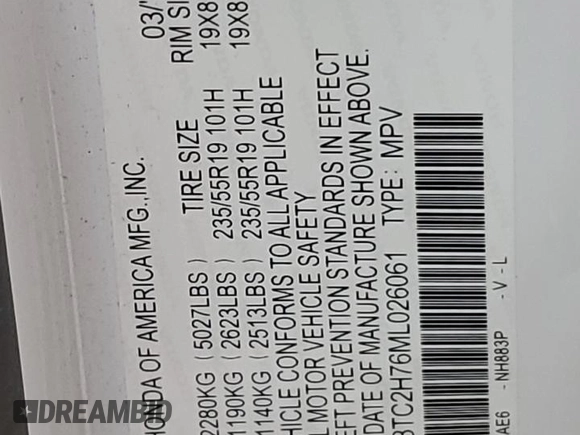 HONDA OF AMERICA MFG., INC. 03/
TIRE SIZE RIM SI
2280KG (5027LBS)
1190KG (2623LBS) 235/55R19 101H 19X8
1140KG (2513LBS) 235/55R19 101H 19X8
HICLE CONFORMS TO ALL APPLICABLE
L MOTOR VEHICLE SAFETY
EFT PREVENTION STANDARDS IN EFFECT
DATE OF MANUFACTURE SHOWN ABOVE.
8TC2H76ML026061 TYPE: MPV
AE6 - NH883P - V - L
DREAMBID